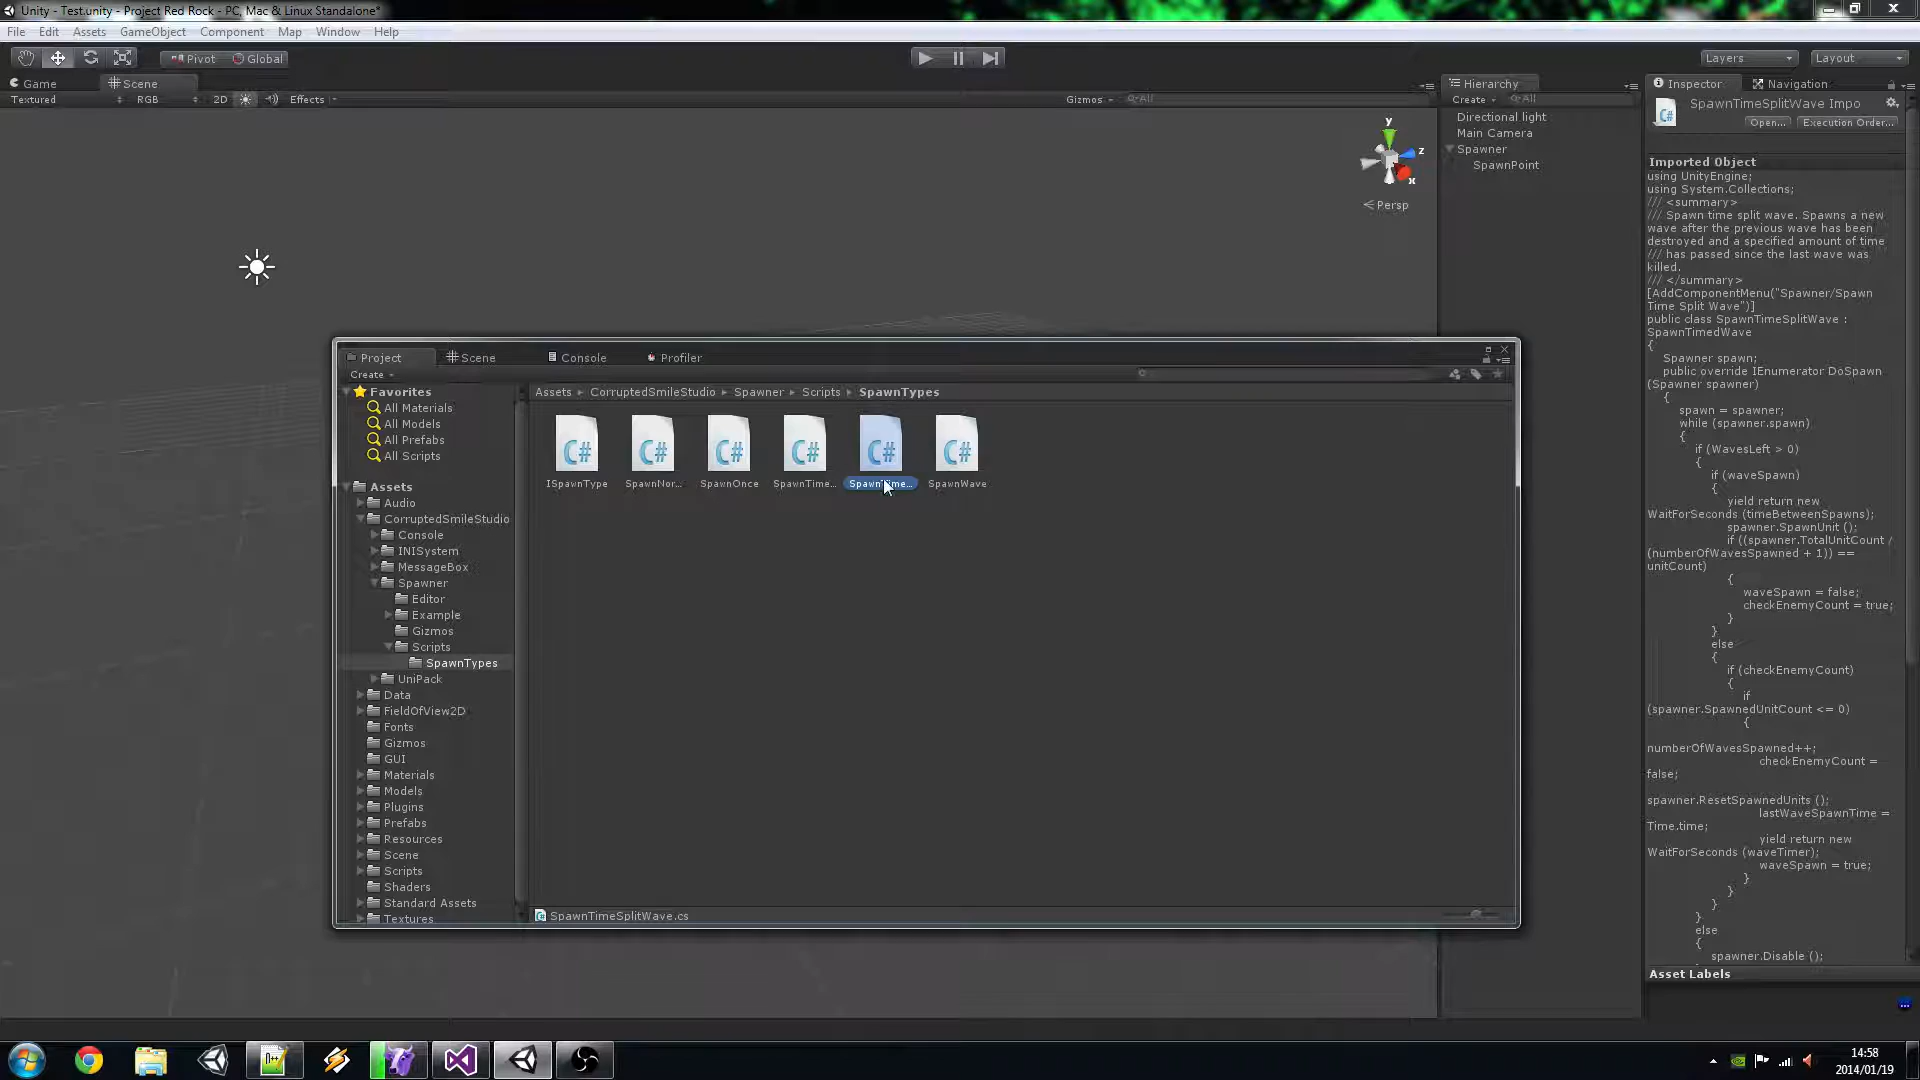 Unity - Test.unity - Project Red Rock - PC, Mac & Linux Standalone*
File Edit Assets GameObject Component Map Window Help
Pivot Global Layers Layout
Game Scene
Textured RGB 2D Effects Gizmos All
y
z
x
Persp
Hierarchy
Create All
Directional light
Main Camera
Spawner
SpawnPoint
Inspector Navigation
SpawnTimeSplitWave Impo
C#
Open... Execution Order...
Imported Object
using UnityEngine;
using System.Collections;
/// <summary>
/// Spawn time split wave. Spawns a new
wave after the previous wave has been
destroyed and a specified amount of time
/// has passed since the last wave was
killed.
/// </summary>
[AddComponentMenu("Spawner/Spawn
Time Split Wave")]
public class SpawnTimeSplitWave :
SpawnTimedWave
{
Spawner spawn;
public override IEnumerator DoSpawn
(Spawner spawner)
{
spawn = spawner;
while (spawner.spawn)
{
if (WavesLeft > 0)
{
if (waveSpawn)
{
yield return new
WaitForSeconds (timeBetweenSpawns);
spawner.SpawnUnit ();
if ((spawner.TotalUnitCount /
(numberOfWavesSpawned + 1)) ==
unitCount)
{
waveSpawn = false;
checkEnemyCount = true;
}
}
else
{
if (checkEnemyCount)
{
if
(spawner.SpawnedUnitCount <= 0)
{
numberOfWavesSpawned++;
checkEnemyCount =
false;
spawner.ResetSpawnedUnits ();
lastWaveSpawnTime =
Time.time;
yield return new
WaitForSeconds (waveTimer);
waveSpawn = true;
}
}
}
}
else
{
spawner.Disable ();
Asset Labels
Project Scene Console Profiler
Create
Favorites
All Materials
All Models
All Prefabs
All Scripts
Assets
Audio
CorruptedSmileStudio
Console
INISystem
MessageBox
Spawner
Editor
Example
Gizmos
Scripts
SpawnTypes
UniPack
Data
FieldOfView2D
Fonts
Gizmos
GUI
Materials
Models
Plugins
Prefabs
Resources
Scene
Scripts
Shaders
Standard Assets
Textures
Assets CorruptedSmileStudio Spawner Scripts SpawnTypes
C# C# C# C# C# C#
ISpawnType SpawnNor... SpawnOnce SpawnTime... SpawnTime... SpawnWave
SpawnTimeSplitWave.cs
14:58
2014/01/19